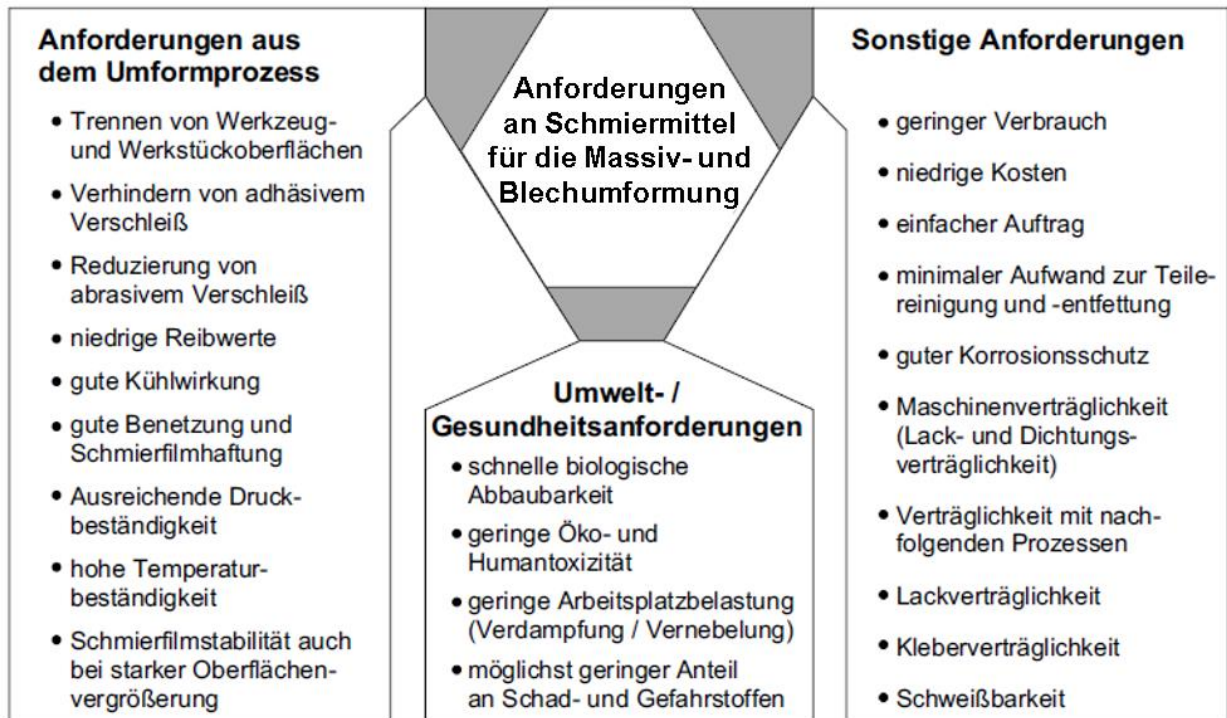 Anforderungen aus
dem Umformprozess
• Trennen von Werkzeug-
und Werkstückoberflächen
• Verhindern von adhäsivem
Verschleiß
• Reduzierung von
abrasivem Verschleiß
• niedrige Reibwerte
• gute Kühlwirkung
• gute Benetzung und
Schmierfilmhaftung
• Ausreichende Druck-
beständigkeit
• hohe Temperatur-
beständigkeit
• Schmierfilmstabilität auch
bei starker Oberflächen-
vergrößerung
Anforderungen
an Schmiermittel
für die Massiv- und
Blechumformung
Umwelt- /
Gesundheitsanforderungen
• schnelle biologische
Abbaubarkeit
• geringe Öko- und
Humantoxizität
• geringe Arbeitsplatzbelastung
(Verdampfung / Vernebelung)
• möglichst geringer Anteil
an Schad- und Gefahrstoffen
Sonstige Anforderungen
• geringer Verbrauch
• niedrige Kosten
• einfacher Auftrag
• minimaler Aufwand zur Teile-
reinigung und -entfettung
• guter Korrosionsschutz
• Maschinenverträglichkeit
(Lack- und Dichtungs-
verträglichkeit)
• Verträglichkeit mit nach-
folgenden Prozessen
• Lackverträglichkeit
• Kleberverträglichkeit
• Schweißbarkeit